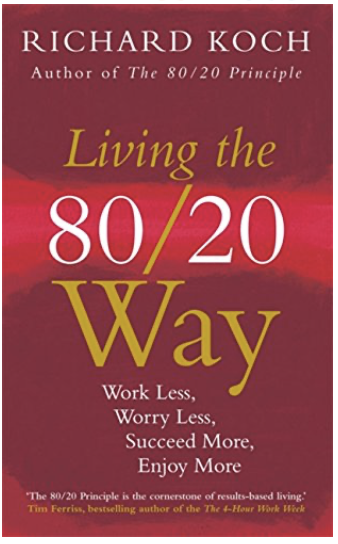 RICHARD KOCH
Author of The 80/20 Principle
Living the
80/20
Way
Work Less,
Worry Less,
Succeed More,
Enjoy More
'The 80/20 Principle is the cornerstone of results-based living.'
Tim Ferriss, bestselling author of the The 4-Hour Work Week